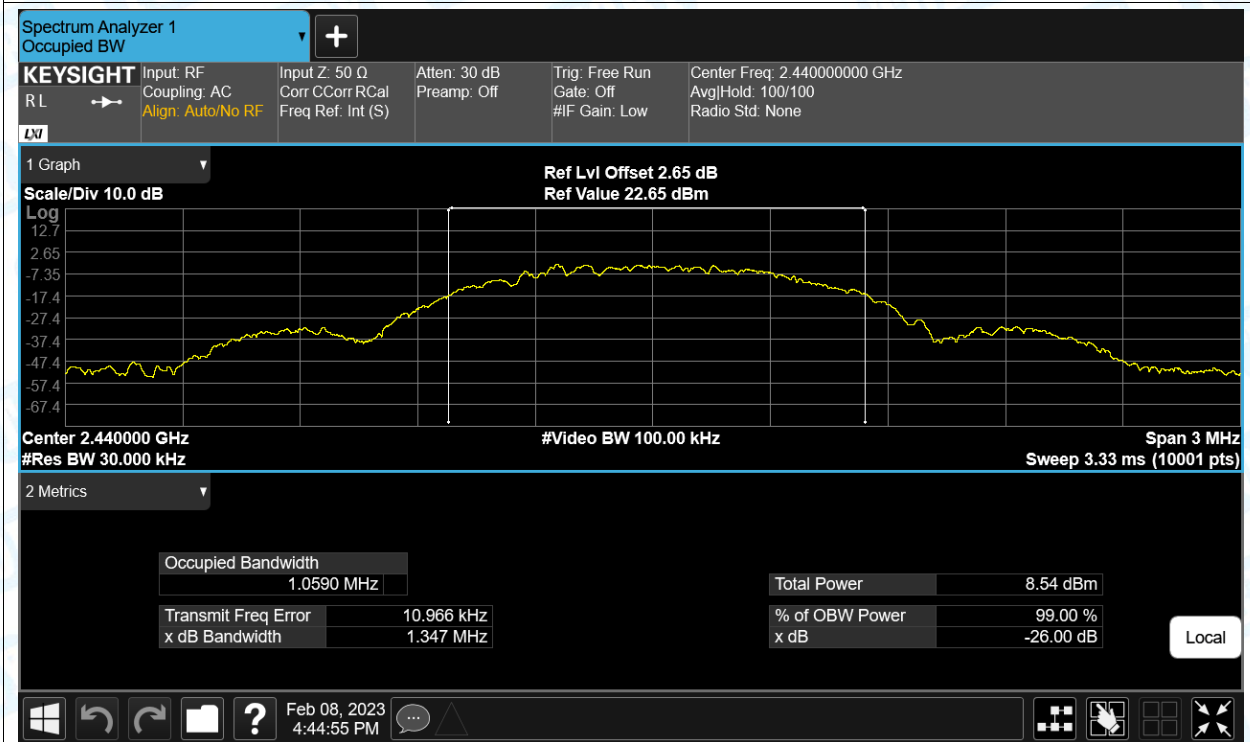 Spectrum Analyzer 1
Occupied BW
KEYSIGHT
R L
LXI
Input: RF
Coupling: AC
Align: Auto/No RF
Input Z: 50 Ω
Corr CCorr RCal
Freq Ref: Int (S)
Atten: 30 dB
Preamp: Off
Trig: Free Run
Gate: Off
#IF Gain: Low
Center Freq: 2.440000000 GHz
Avg|Hold: 100/100
Radio Std: None
1 Graph
Scale/Div 10.0 dB
Ref Lvl Offset 2.65 dB
Ref Value 22.65 dBm
Log
12.7
2.65
-7.35
-17.4
-27.4
-37.4
-47.4
-57.4
-67.4
Center 2.440000 GHz
#Res BW 30.000 kHz
#Video BW 100.00 kHz
Span 3 MHz
Sweep 3.33 ms (10001 pts)
2 Metrics
Occupied Bandwidth
1.0590 MHz
Transmit Freq Error 10.966 kHz
x dB Bandwidth 1.347 MHz
Total Power 8.54 dBm
% of OBW Power 99.00 %
x dB -26.00 dB
Local
?
Feb 08, 2023
4:44:55 PM